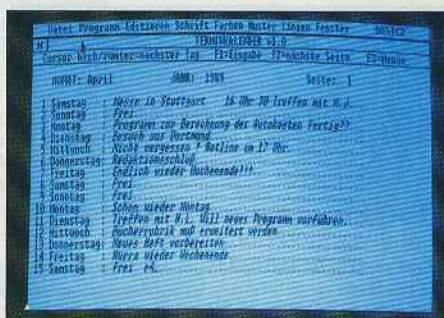 Datei Programm Editieren Schrift Farben Muster Linien Fenster BASIC2
TERMINKALENDER v1.0
Cursor hoch/runter=nächster Tag F1=Eingabe F2=nächste Seite F3=Menue
MONAT: April JAHR: 1989 Seite: 1
1 Samstag : Messe in Stuttgart 16 Uhr 30 Treffen mit H.J.
2 Sonntag : Frei
3 Montag : Programm zur Berechnung der Autokosten fertig??
4 Dienstag : Besuch aus Dortmund
5 Mittwoch : Nicht vergessen ! Hotline um 17 Uhr.
6 Donnerstag: Redaktionsschluß
7 Freitag : Endlich wieder Wochenende!!!
8 Samstag : Frei
9 Sonntag : Frei
10 Montag : Schon wieder Montag
11 Dienstag : Treffen mit H.L. Will neues Programm vorführen.
12 Mittwoch : Bücherrubrik muß erweitert werden
13 Donnerstag: Neues Heft vorbereiten
14 Freitag : Hurra wieder Wochenende
15 Samstag : Frei